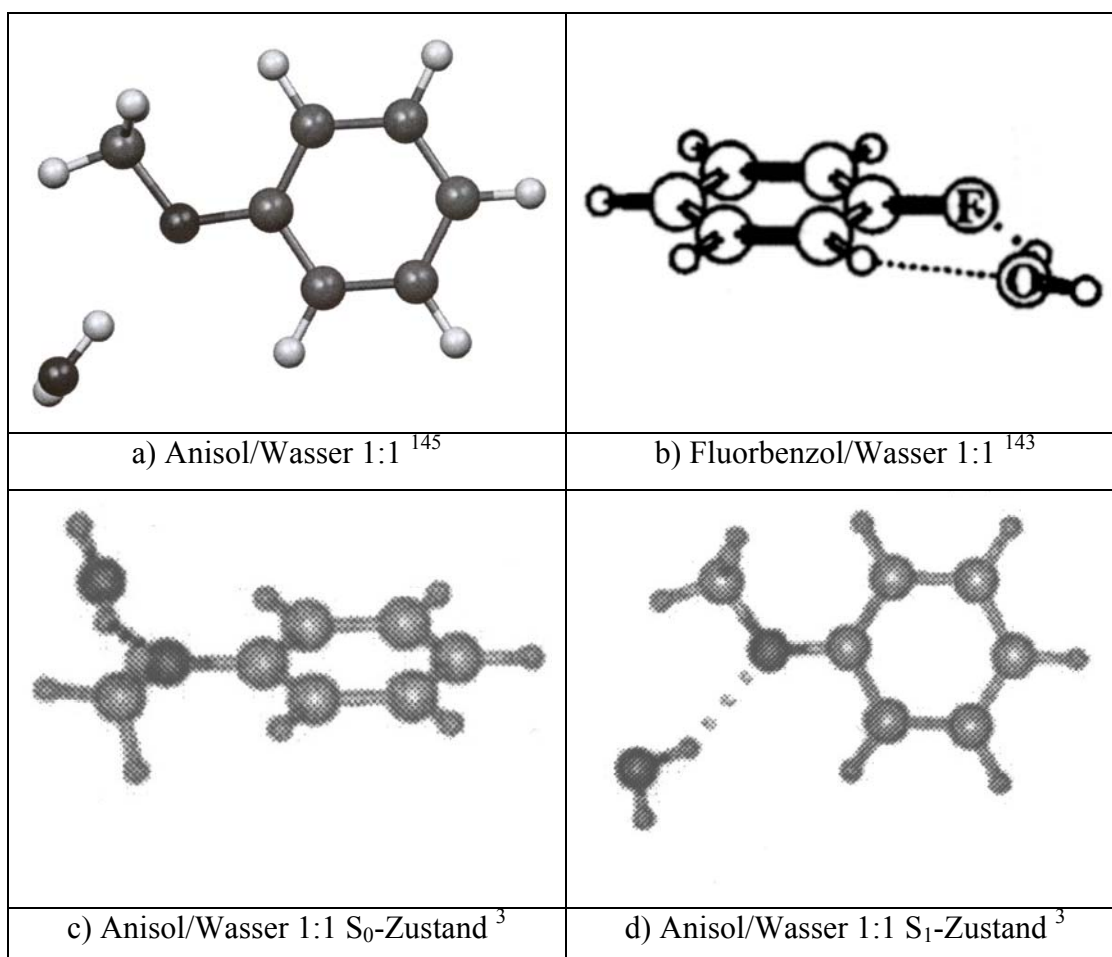 F
O
a) Anisol/Wasser 1:1 ¹⁴⁵
b) Fluorbenzol/Wasser 1:1 ¹⁴³
c) Anisol/Wasser 1:1 S₀-Zustand ³
d) Anisol/Wasser 1:1 S₁-Zustand ³